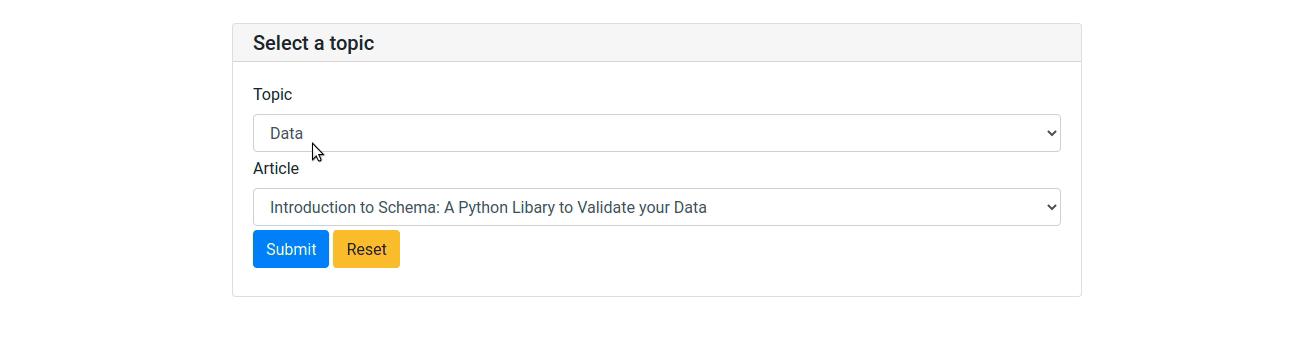 Select a topic
Topic
Data
Article
Introduction to Schema: A Python Libary to Validate your Data
Submit Reset